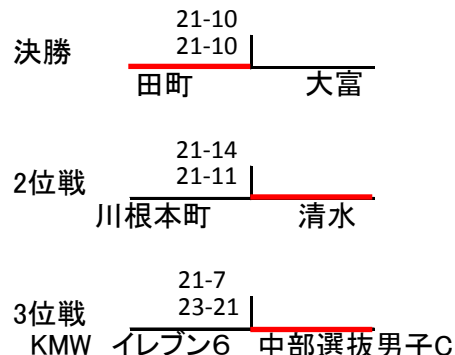 21-10
決勝 21-10
田町 大富
21-14
2位戦 21-11
川根本町 清水
21-7
3位戦 23-21
KMW イレブン6 中部選抜男子C